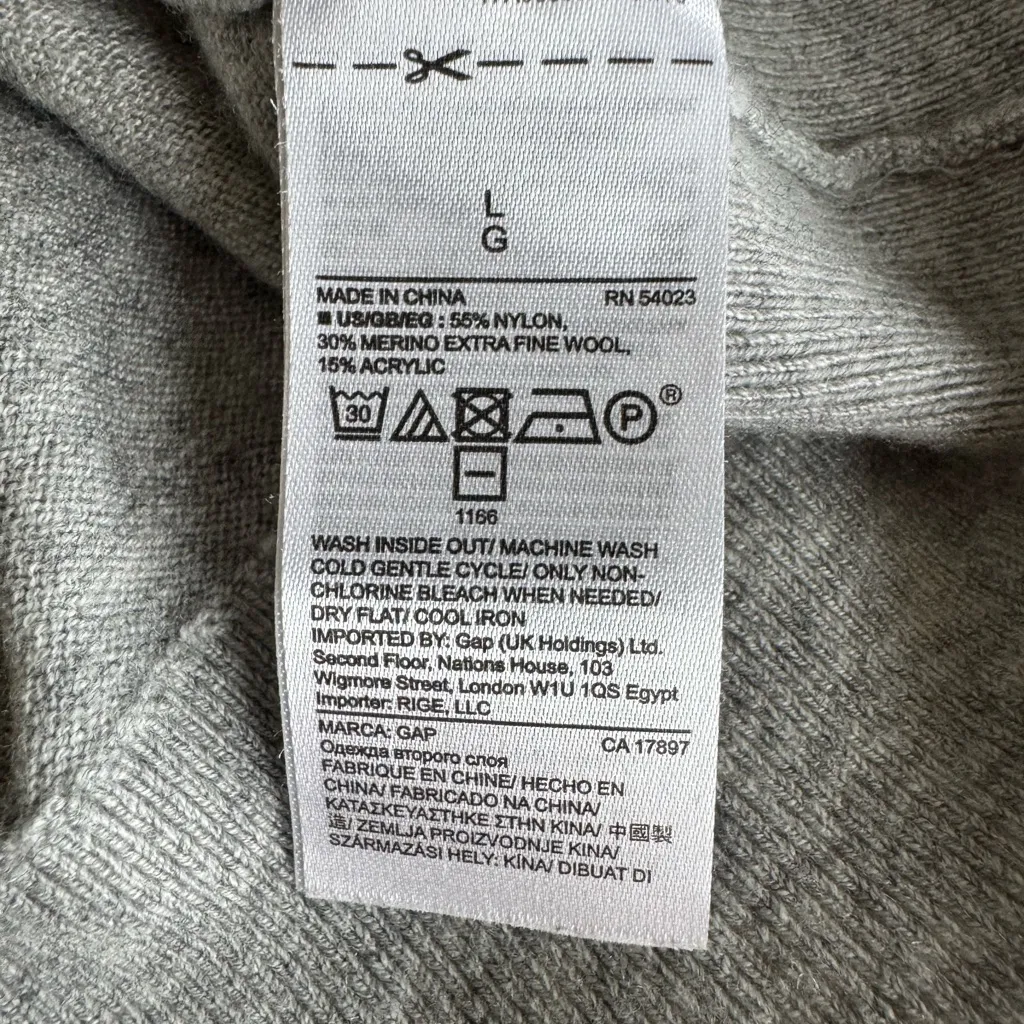 L
G
MADE IN CHINA RN 54023
■ US/GB/EG : 55% NYLON,
30% MERINO EXTRA FINE WOOL,
15% ACRYLIC
30 P ®
1166
WASH INSIDE OUT/ MACHINE WASH
COLD GENTLE CYCLE/ ONLY NON-
CHLORINE BLEACH WHEN NEEDED/
DRY FLAT/ COOL IRON
IMPORTED BY: Gap (UK Holdings) Ltd.
Second Floor, Nations House, 103
Wigmore Street, London W1U 1QS Egypt
Importer: RIGE, LLC
MARCA: GAP CA 17897
Одежда второго слоя
FABRIQUE EN CHINE/ HECHO EN
CHINA/ FABRICADO NA CHINA/
ΚΑΤΑΣΚΕΥΑΣΤΗΚΕ ΣΤΗΝ ΚΙΝΑ/ 中國製
造/ ZEMLJA PROIZVODNJE KINA/
SZÁRMAZÁSI HELY: KÍNA/ DIBUAT DI